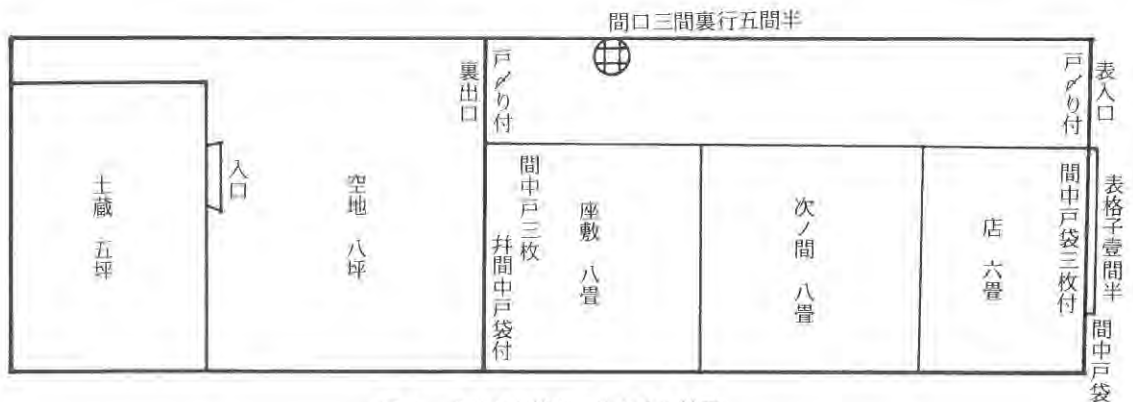 間口三間裏行五間半
表入口
戸〆り付
表格子壹間半
間中戸袋
間中戸袋三枚付
店 六畳
次ノ間 八畳
座敷 八畳
間中戸三枚
幷間中戸袋付
戸〆り付
裏出口
空地 八坪
入口
土蔵 五坪